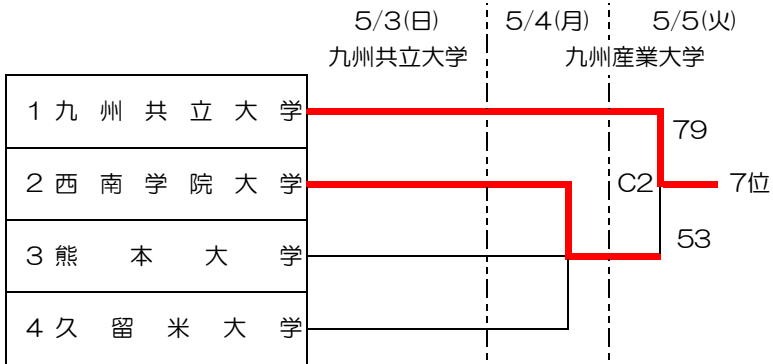 5/3(日) 5/4(月) 5/5(火)
九州共立大学 九州産業大学
1 九州共立大学
79
2 西南学院大学
C2 7位
53
3 熊本大学
4 久留米大学